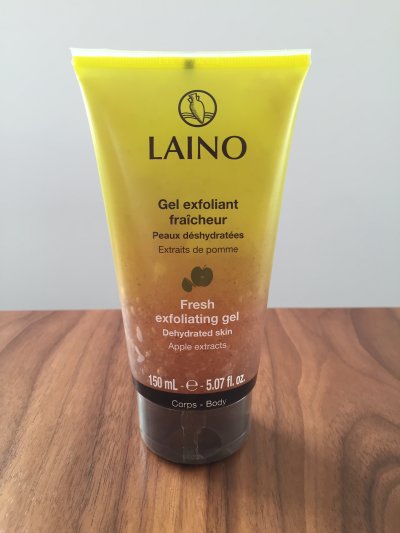 LAINO
Gel exfoliant
fraîcheur
Peaux déshydratées
Extraits de pomme
Fresh
exfoliating gel
Dehydrated skin
Apple extracts
150 mL - ℮ - 5.07 fl. oz.
Corps - Body